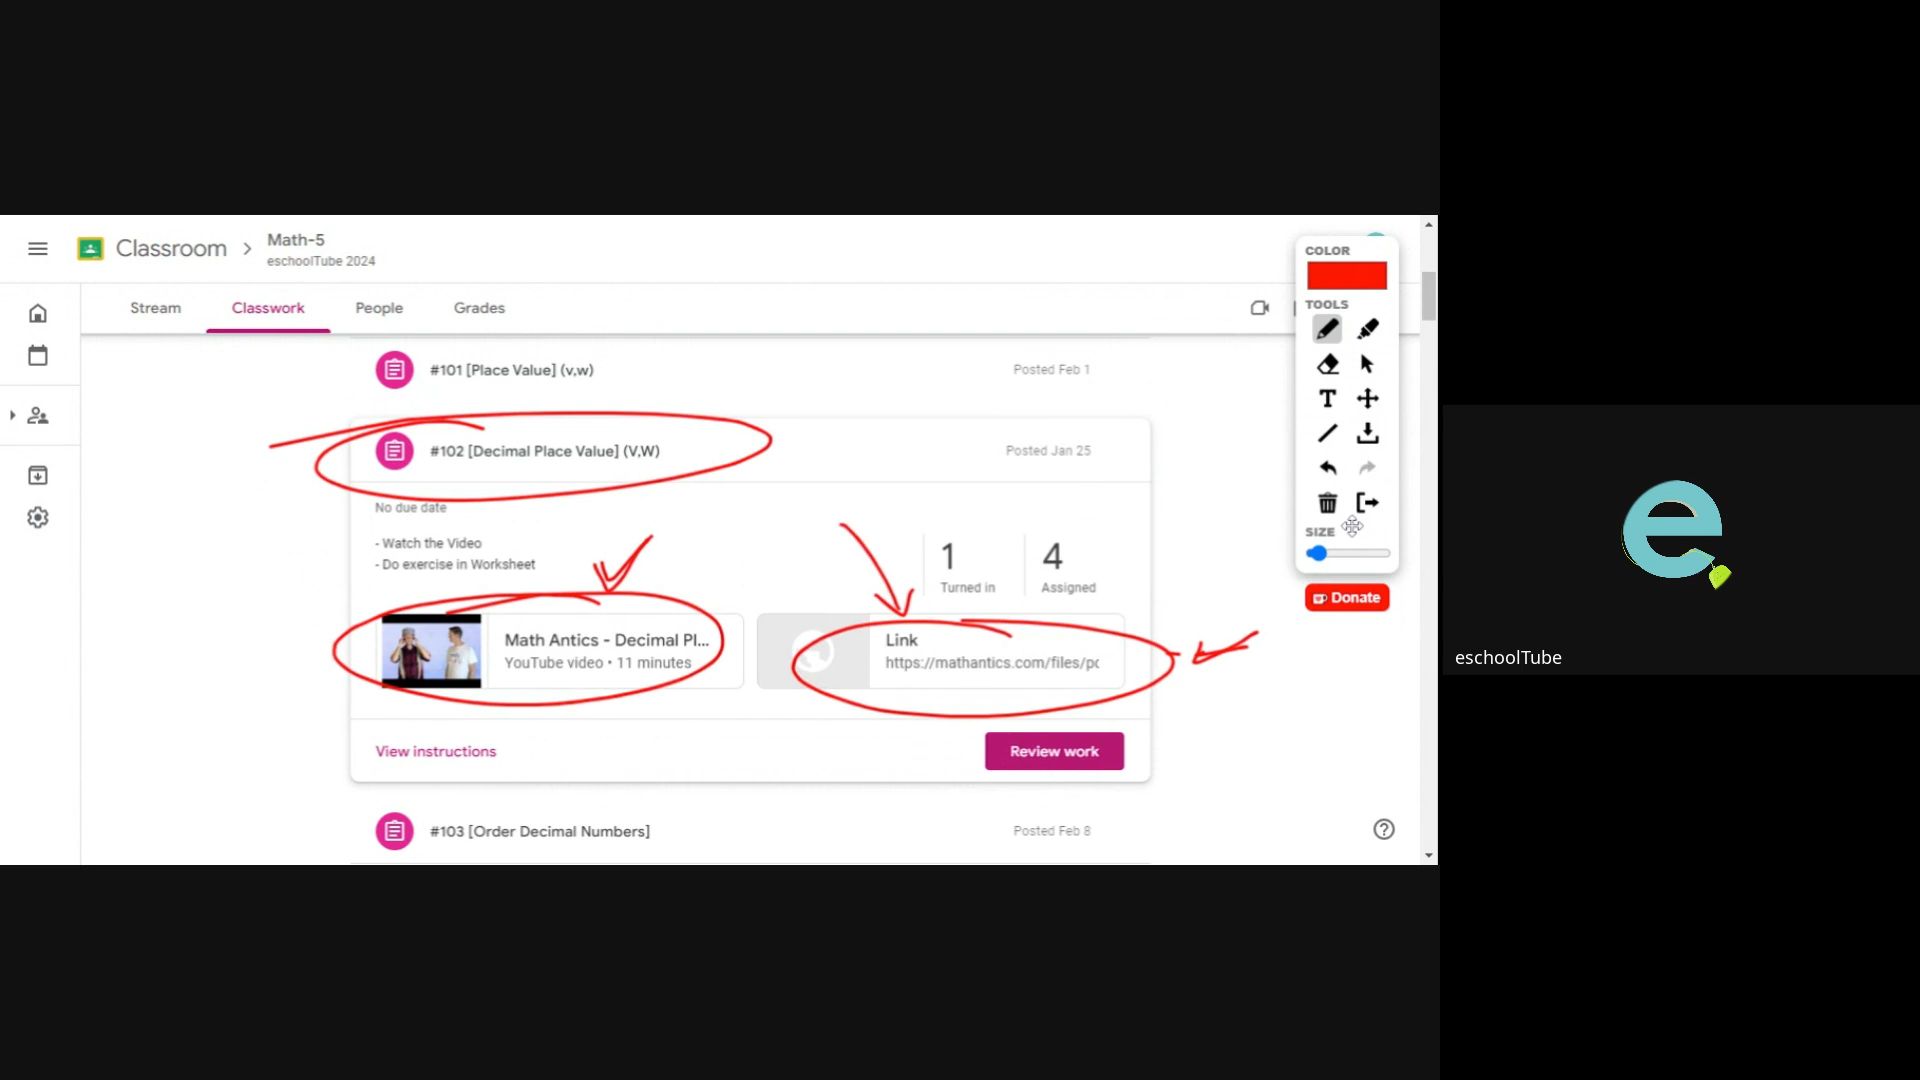 Classroom
Math-5
eschoolTube 2024
Stream
Classwork
People
Grades
#101 [Place Value] (v,w)
Posted Feb 1
#102 [Decimal Place Value] (V,W)
Posted Jan 25
No due date
- Watch the Video
- Do exercise in Worksheet
1
Turned in
4
Assigned
Math Antics - Decimal Pl...
YouTube video • 11 minutes
Link
https://mathantics.com/files/pc
View instructions
Review work
#103 [Order Decimal Numbers]
Posted Feb 8
COLOR
TOOLS
SIZE
Donate
eschoolTube